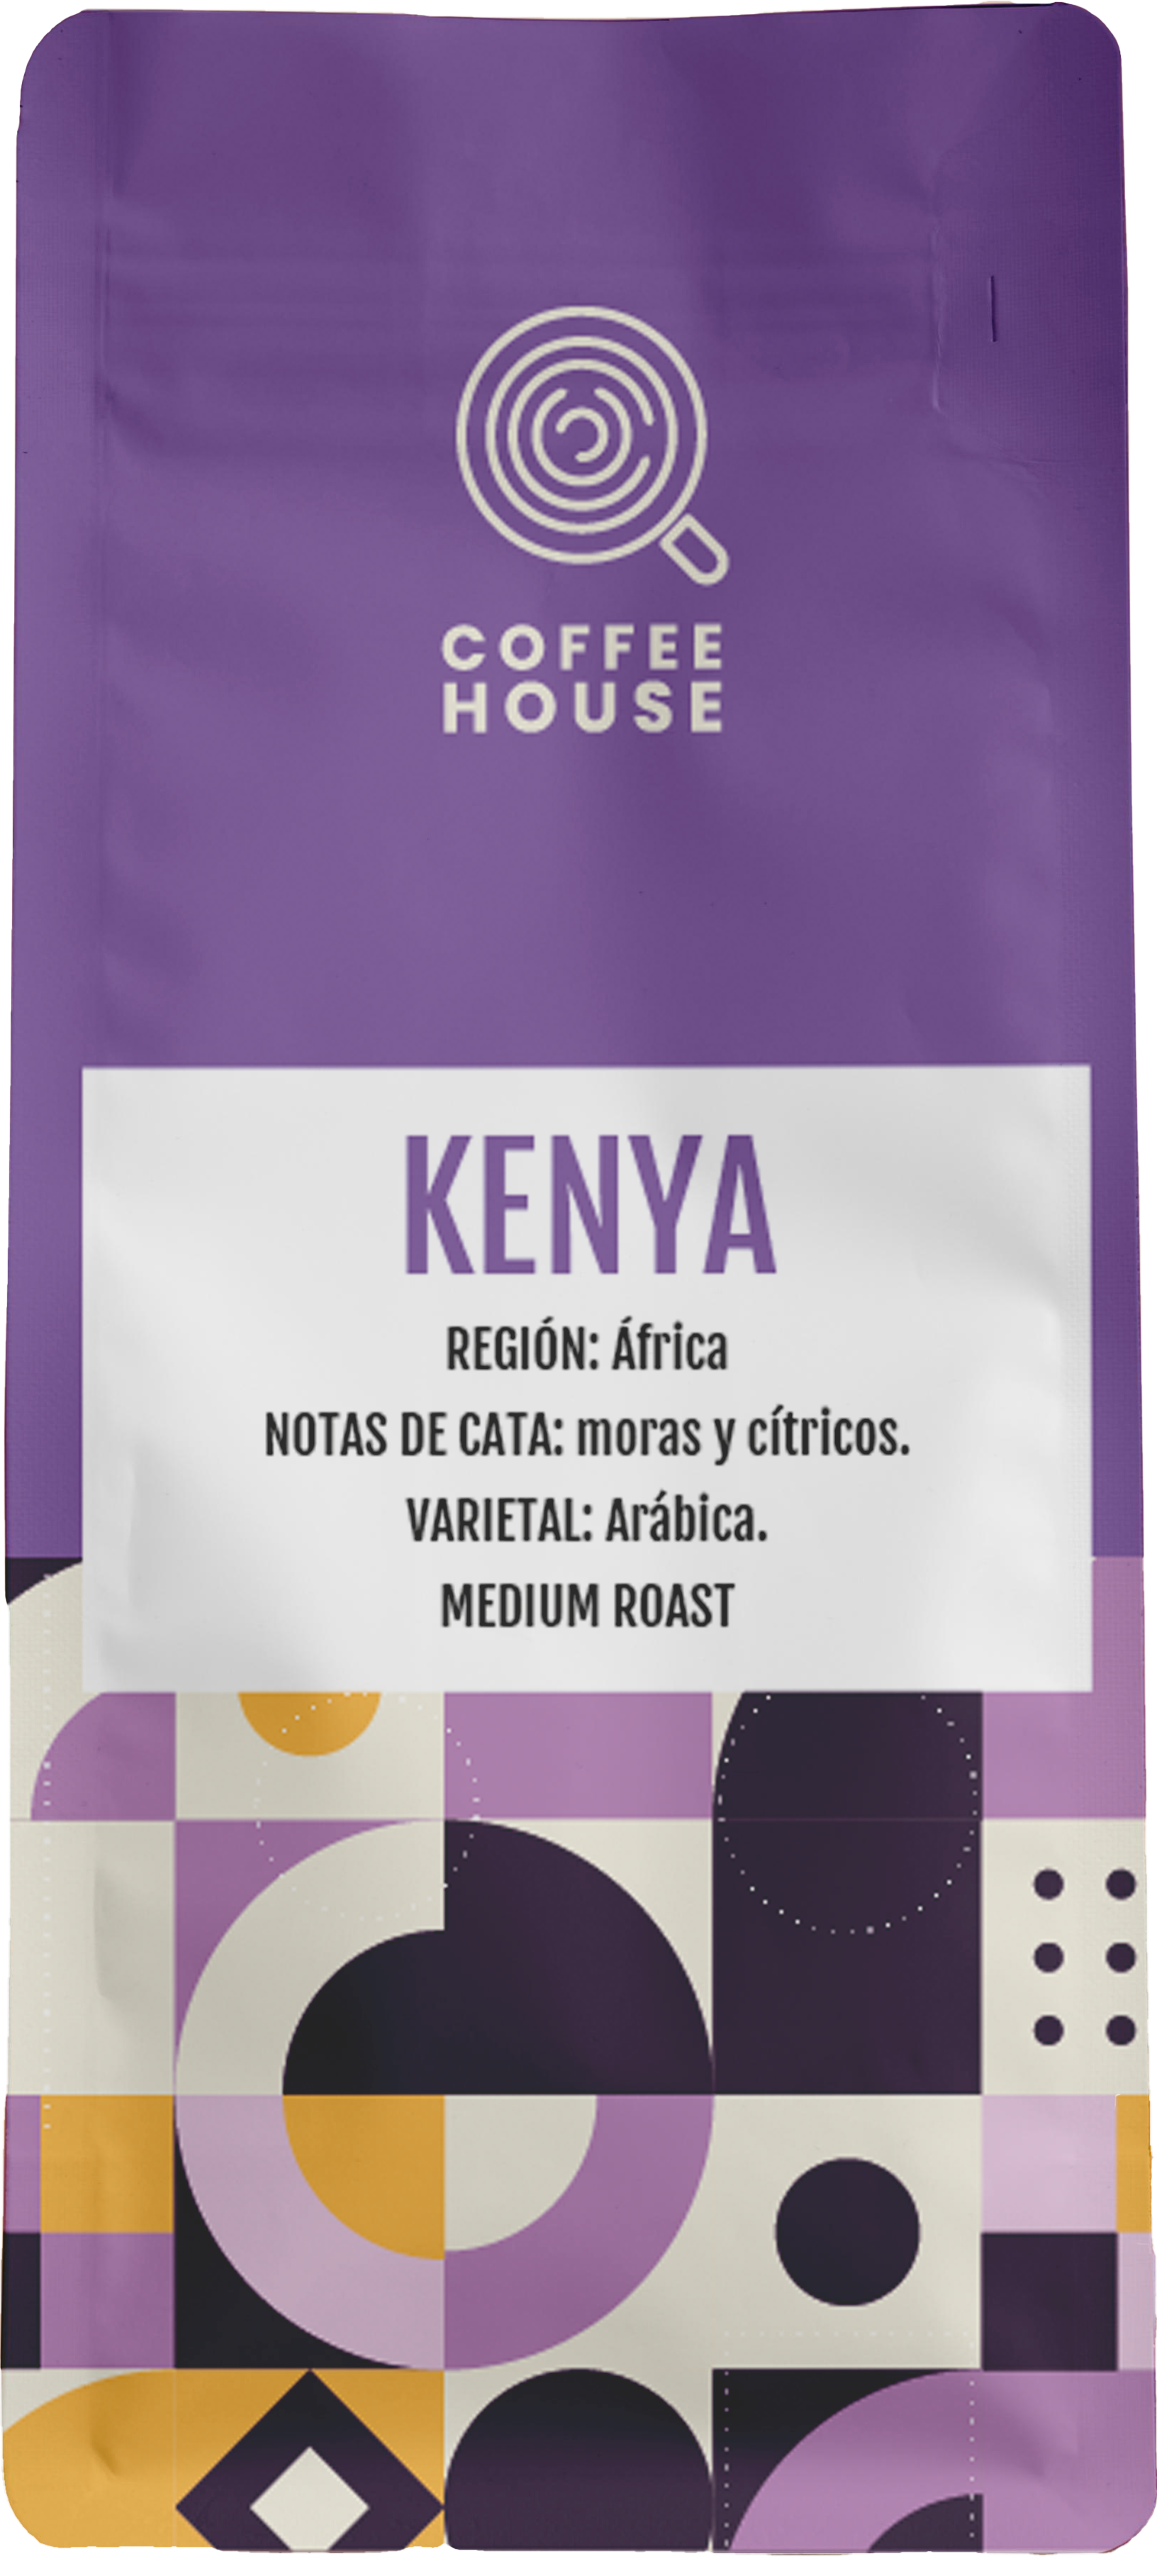 COFFEE
HOUSE
KENYA
REGIÓN: África
NOTAS DE CATA: moras y cítricos.
VARIETAL: Arábica.
MEDIUM ROAST